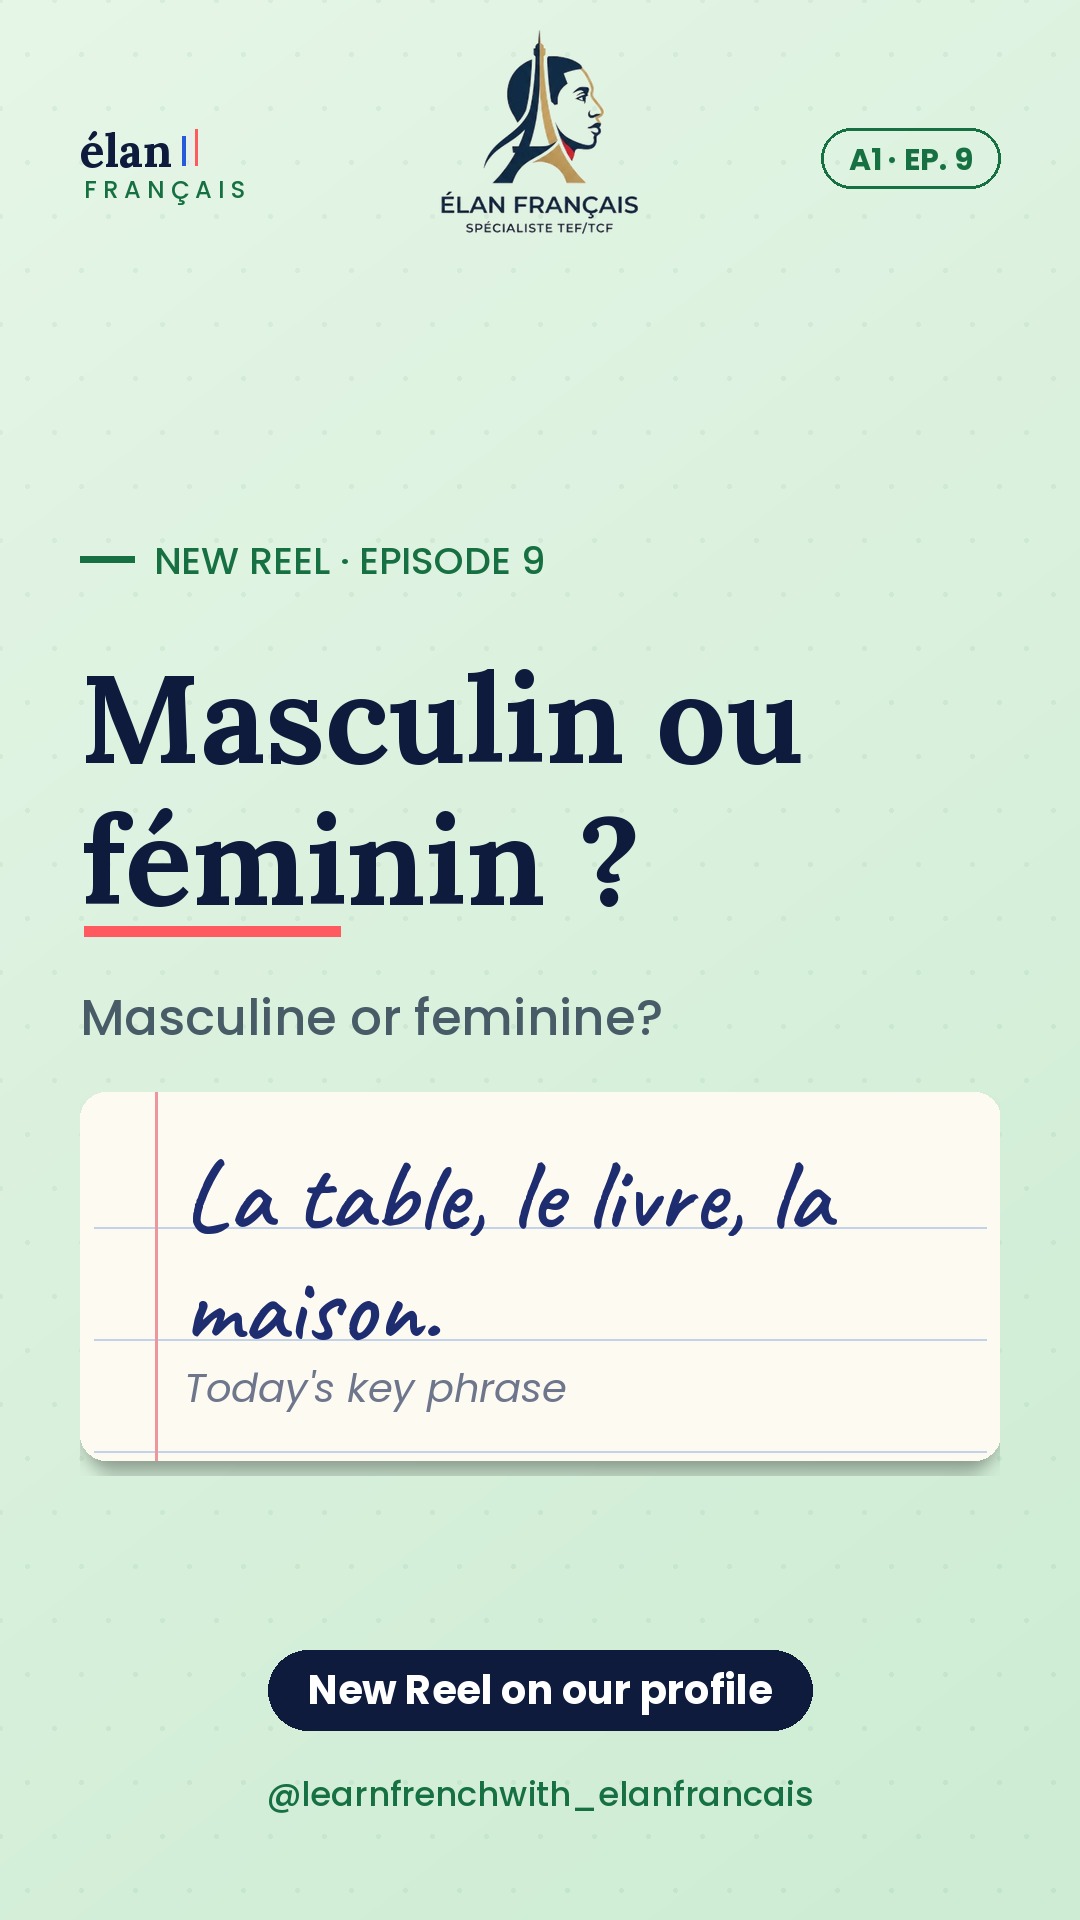 élan
FRANÇAIS
ÉLAN FRANÇAIS
SPÉCIALISTE TEF/TCF
A1 · EP. 9
NEW REEL · EPISODE 9
Masculin ou
féminin ?
Masculine or feminine?
La table, le livre, la
maison.
Today's key phrase
New Reel on our profile
@learnfrenchwith_elanfrancais